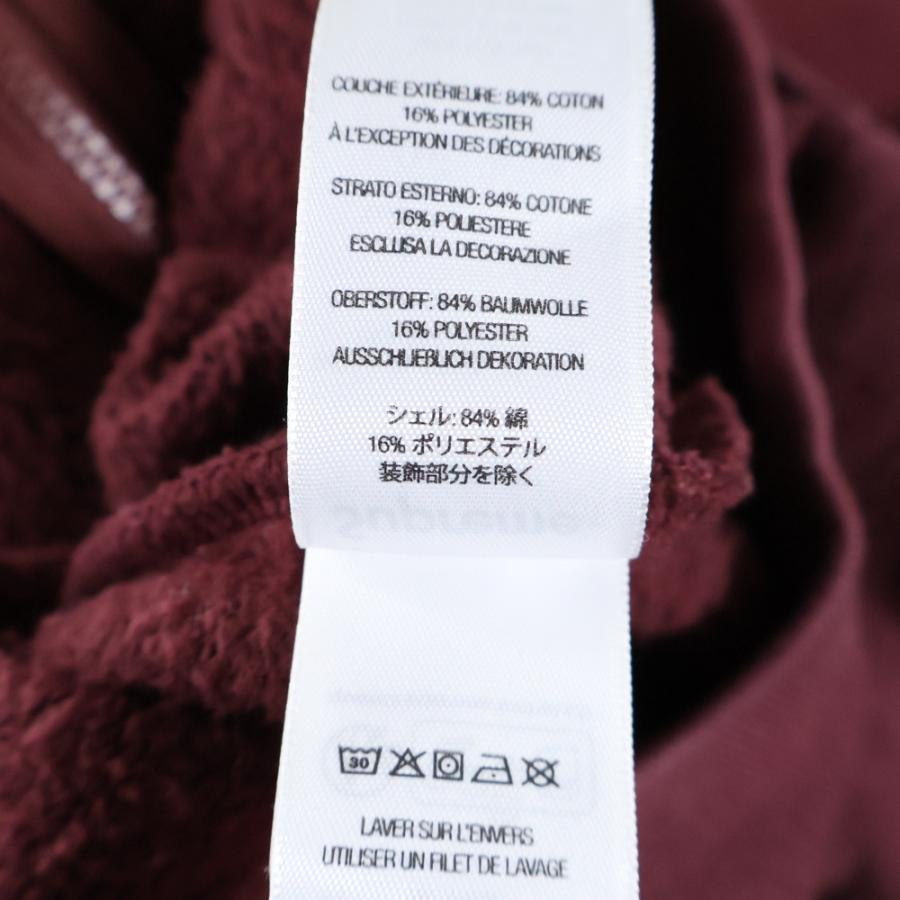 COUCHE EXTÉRIEURE: 84% COTON
16% POLYESTER
À L'EXCEPTION DES DÉCORATIONS
STRATO ESTERNO: 84% COTONE
16% POLIESTERE
ESCLUSA LA DECORAZIONE
OBERSTOFF: 84% BAUMWOLLE
16% POLYESTER
AUSSCHLIEßLICH DEKORATION
シェル: 84% 綿
16% ポリエステル
装飾部分を除く
Supreme
30
LAVER SUR L'ENVERS
UTILISER UN FILET DE LAVAGE